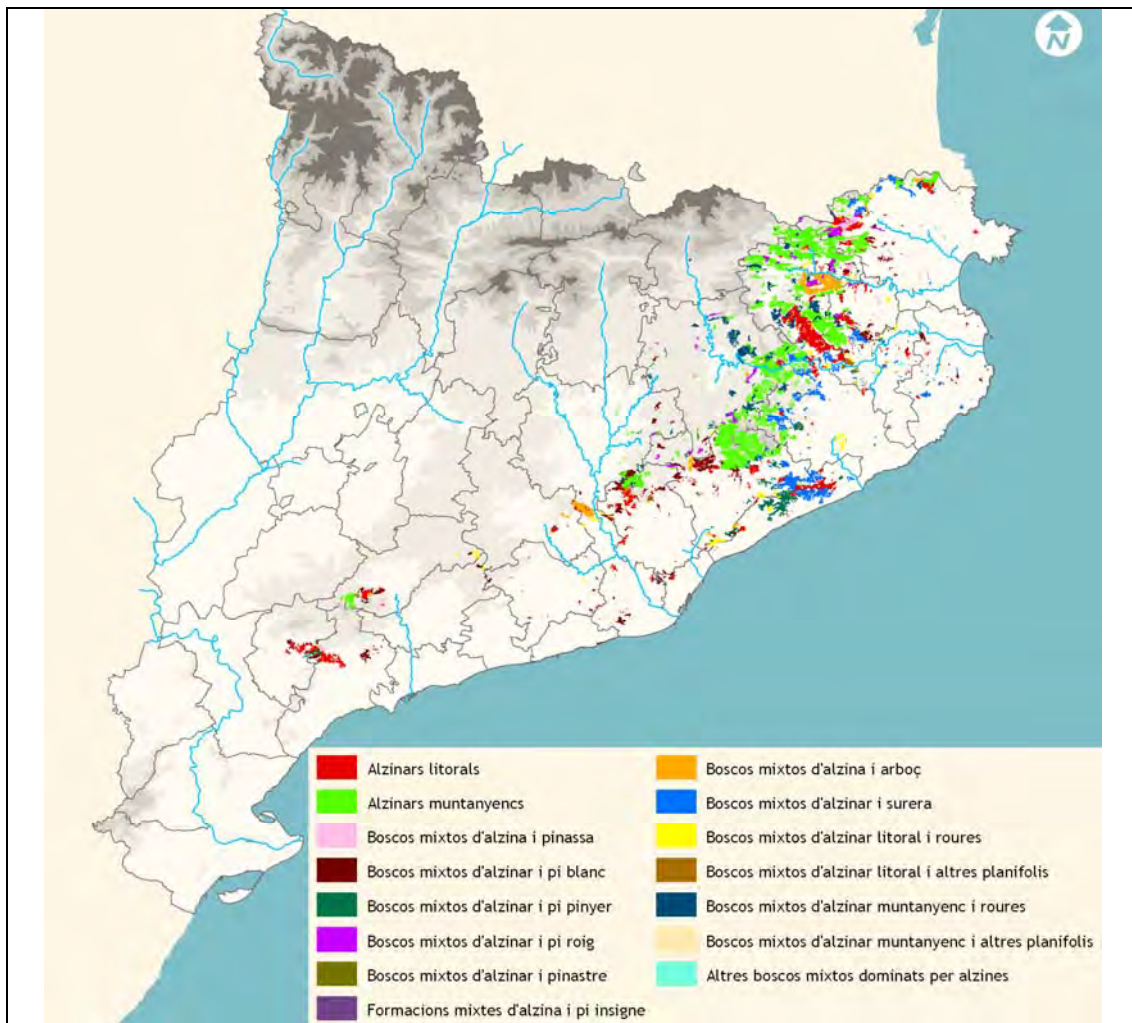 N
Alzinars litorals
Alzinars muntanyencs
Boscos mixtos d'alzina i pinassa
Boscos mixtos d'alzinar i pi blanc
Boscos mixtos d'alzinar i pi pinyer
Boscos mixtos d'alzinar i pi roig
Boscos mixtos d'alzinar i pinastre
Formacions mixtes d'alzina i pi insigne
Boscos mixtos d'alzina i arboç
Boscos mixtos d'alzinar i surera
Boscos mixtos d'alzinar litoral i roures
Boscos mixtos d'alzinar litoral i altres planifolis
Boscos mixtos d'alzinar muntanyenc i roures
Boscos mixtos d'alzinar muntanyenc i altres planifolis
Altres boscos mixtos dominats per alzines